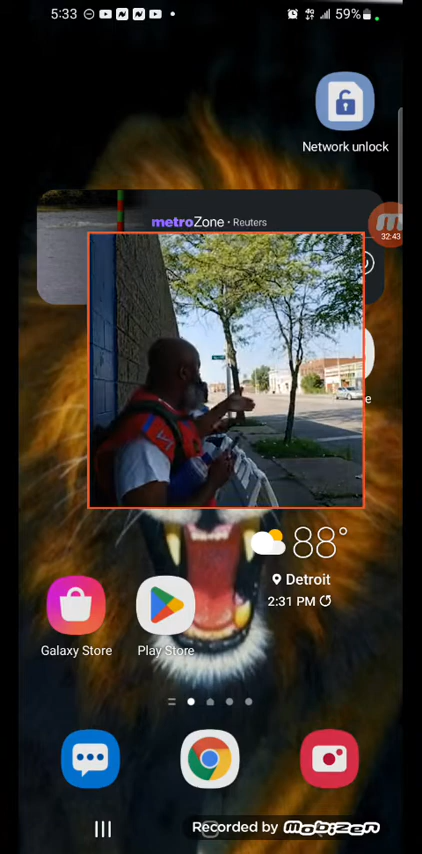 5:33
4G
59%
Network unlock
metroZone • Reuters
32:43
e
88°
Detroit
2:31 PM
Galaxy Store
Play Store
Recorded by mobizen